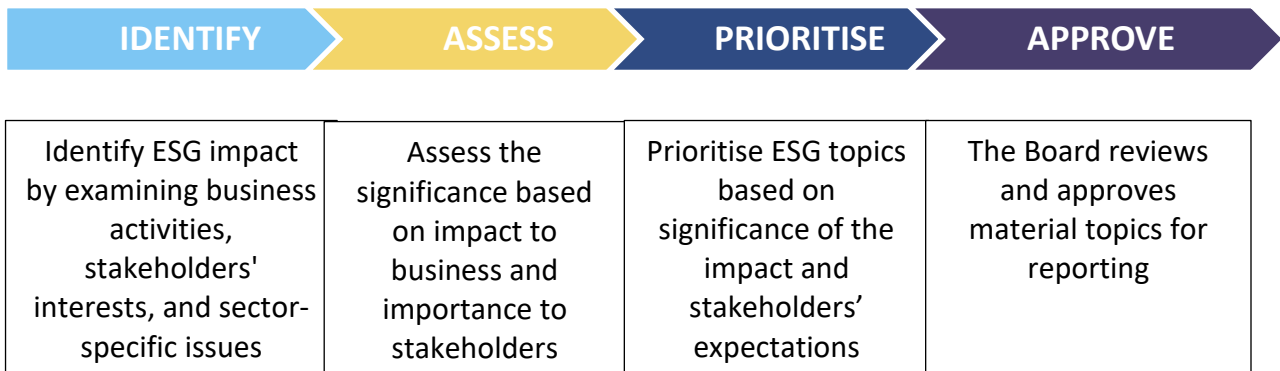 IDENTIFY
ASSESS
PRIORITISE
APPROVE
Identify ESG impact
by examining business
activities,
stakeholders'
interests, and sector-
specific issues
Assess the
significance based
on impact to
business and
importance to
stakeholders
Prioritise ESG topics
based on
significance of the
impact and
stakeholders’
expectations
The Board reviews
and approves
material topics for
reporting